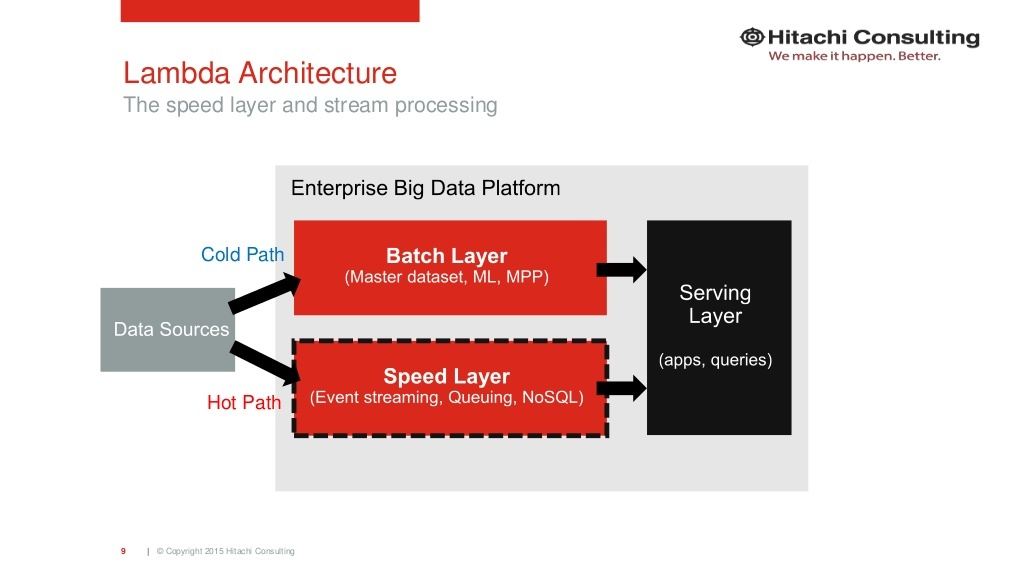 Hitachi Consulting
We make it happen. Better.
Lambda Architecture
The speed layer and stream processing
Enterprise Big Data Platform
Cold Path
Batch Layer
(Master dataset, ML, MPP)
Data Sources
Serving
Layer
(apps, queries)
Speed Layer
(Event streaming, Queuing, NoSQL)
Hot Path
9 | © Copyright 2015 Hitachi Consulting